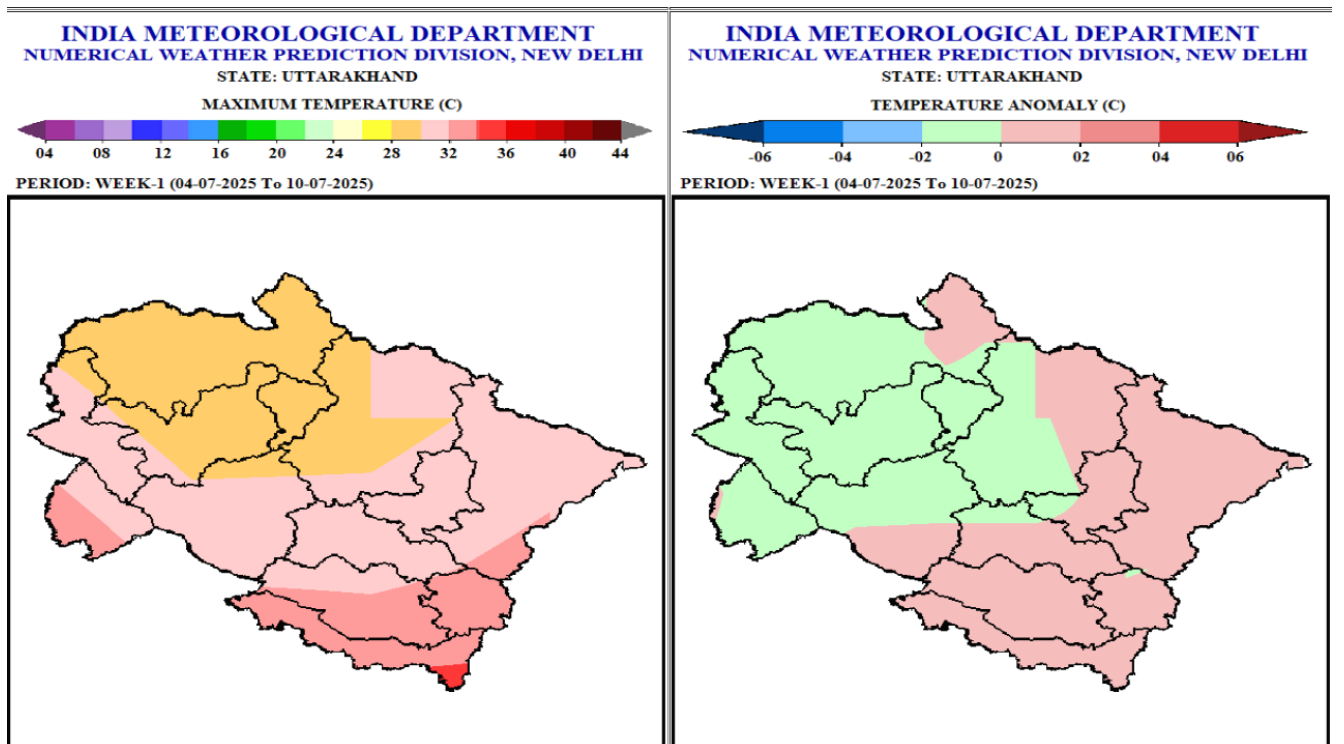 INDIA METEOROLOGICAL DEPARTMENT
NUMERICAL WEATHER PREDICTION DIVISION, NEW DELHI
STATE: UTTARAKHAND
MAXIMUM TEMPERATURE (C)
04 08 12 16 20 24 28 32 36 40 44
PERIOD: WEEK-1 (04-07-2025 To 10-07-2025)
INDIA METEOROLOGICAL DEPARTMENT
NUMERICAL WEATHER PREDICTION DIVISION, NEW DELHI
STATE: UTTARAKHAND
TEMPERATURE ANOMALY (C)
-06 -04 -02 0 02 04 06
PERIOD: WEEK-1 (04-07-2025 To 10-07-2025)